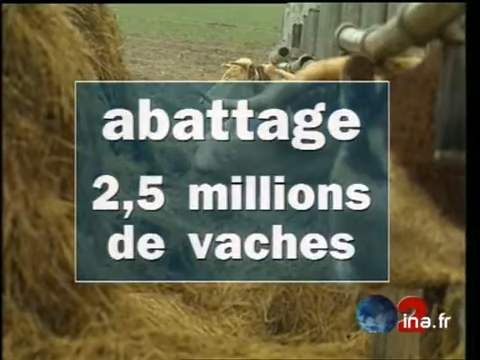 abattage
2,5 millions
de vaches
ina.fr